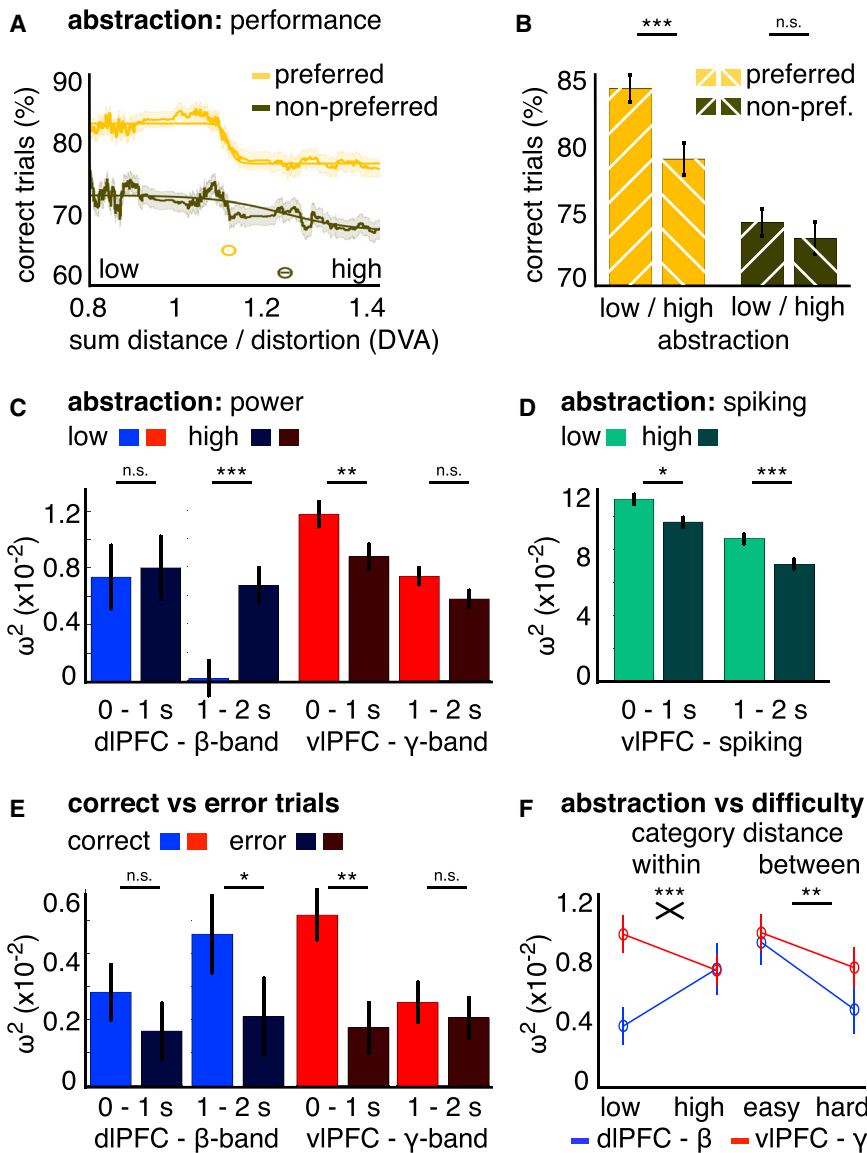 A abstraction: performance
preferred
non-preferred
correct trials (%)
90
80
70
60
low high
0.8 1 1.2 1.4
sum distance / distortion (DVA)
B
*** n.s.
preferred
non-pref.
correct trials (%)
85
80
75
70
low / high low / high
abstraction
C abstraction: power
low high
n.s. *** ** n.s.
ω² (x10⁻²)
1.2
0.8
0.4
0
0 - 1 s 1 - 2 s 0 - 1 s 1 - 2 s
dlPFC - β-band vlPFC - γ-band
D abstraction: spiking
low high
* ***
ω² (x10⁻²)
12
8
4
0
0 - 1 s 1 - 2 s
vlPFC - spiking
E correct vs error trials
correct error
n.s. * ** n.s.
ω² (x10⁻²)
0.6
0.4
0.2
0
0 - 1 s 1 - 2 s 0 - 1 s 1 - 2 s
dlPFC - β-band vlPFC - γ-band
F abstraction vs difficulty
category distance
within between
*** **
ω² (x10⁻²)
1.2
0.8
0.4
0
low high easy hard
dlPFC - β vlPFC - γ